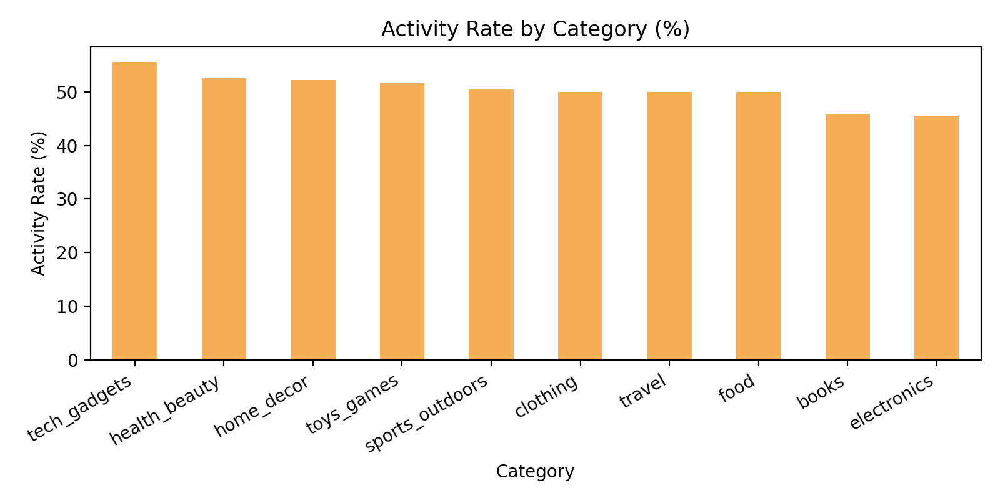 Activity Rate by Category (%)
Activity Rate (%)
50
40
30
20
10
0
tech_gadgets
health_beauty
home_decor
toys_games
sports_outdoors
clothing
travel
food
books
electronics
Category